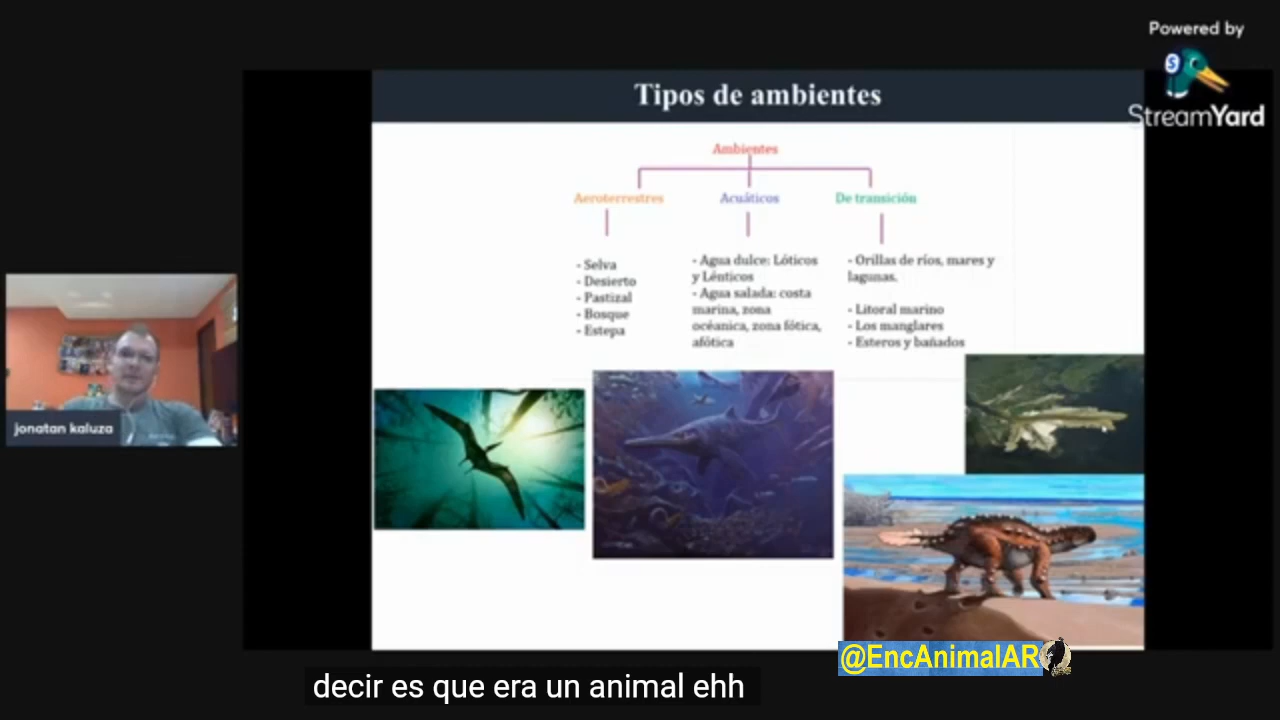 Powered by
StreamYard
Tipos de ambientes
Ambientes
Aeroterrestres
- Selva
- Desierto
- Pastizal
- Bosque
- Estepa
Acuáticos
- Agua dulce: Lóticos
y Lénticos
- Agua salada: costa
marina, zona
océanica, zona fótica,
afótica
De transición
- Orillas de ríos, mares y
lagunas.
- Litoral marino
- Los manglares
- Esteros y bañados
jonatan kaluza
@EncAnimalAR
decir es que era un animal ehh